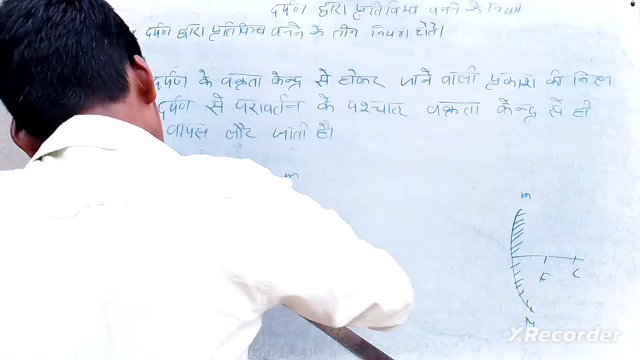 दर्पण द्वारा प्रतिबिम्ब बनने के नियम
दर्पण द्वारा प्रतिबिम्ब बनने के तीन नियम होते।
दर्पण के वक्रता केन्द्र से होकर जाने वाली प्रकाश की किरण
दर्पण से परावर्तन के पश्चात वक्रता केन्द्र से ही
वापस लौट जाती है।
m
m
F C
N
XRecorder